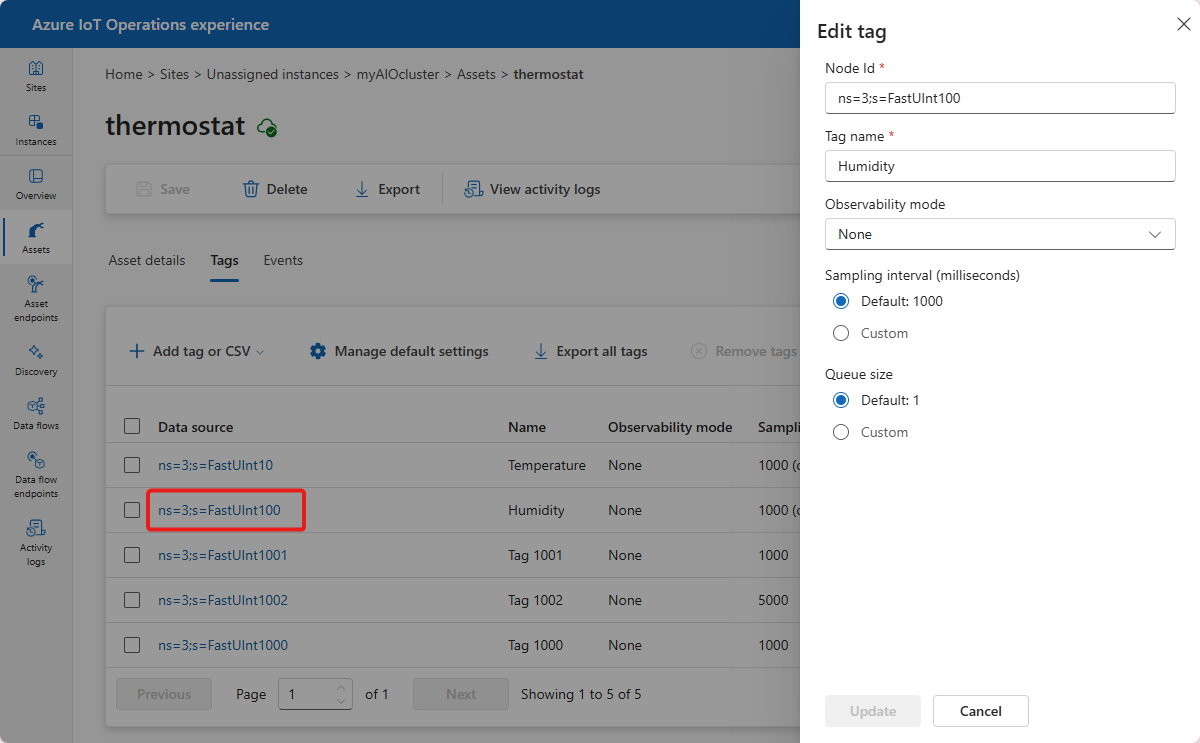 Azure IoT Operations experience
Sites
Instances
Overview
Assets
Asset
endpoints
Discovery
Data flows
Data flow
endpoints
Activity
logs
Home > Sites > Unassigned instances > myAIOcluster > Assets > thermostat
thermostat
Save Delete Export View activity logs
Asset details Tags Events
Add tag or CSV Manage default settings Export all tags Remove tags
Data source Name Observability mode Sampli
ns=3;s=FastUInt10 Temperature None 1000 (d
ns=3;s=FastUInt100 Humidity None 1000 (d
ns=3;s=FastUInt1001 Tag 1001 None 1000
ns=3;s=FastUInt1002 Tag 1002 None 5000
ns=3;s=FastUInt1000 Tag 1000 None 1000
Previous Page 1 of 1 Next Showing 1 to 5 of 5
Edit tag
Node Id *
ns=3;s=FastUInt100
Tag name *
Humidity
Observability mode
None
Sampling interval (milliseconds)
Default: 1000
Custom
Queue size
Default: 1
Custom
Update Cancel